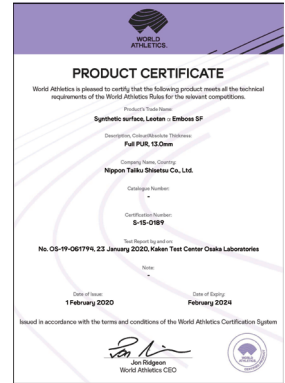 WORLD
ATHLETICS.
PRODUCT CERTIFICATE
World Athletics is pleased to certify that the following product meets all the technical
requirements of the World Athletics Rules for the relevant competitions.
Product's Trade Name:
Synthetic surface, Leotan α Emboss SF
Description, Colour/Absolute Thickness:
Full PUR, 13.0mm
Company Name, Country:
Nippon Taiiku Shisetsu Co., Ltd.
Catalogue Number:
-
Certification Number:
S-15-0189
Test Report by and on:
No. OS-19-061794, 23 January 2020, Kaken Test Center Osaka Laboratories
Note:
-
Date of Issue:
1 February 2020
Date of Expiry:
February 2024
Issued in accordance with the terms and conditions of the World Athletics Certification System
Jon Ridgeon
World Athletics CEO